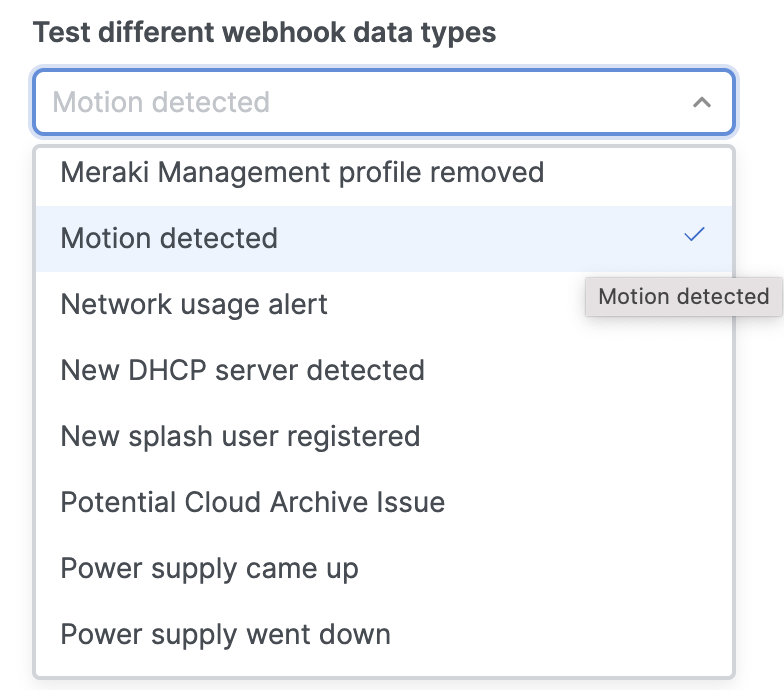 Test different webhook data types
Motion detected
Meraki Management profile removed
Motion detected
Network usage alert
Motion detected
New DHCP server detected
New splash user registered
Potential Cloud Archive Issue
Power supply came up
Power supply went down